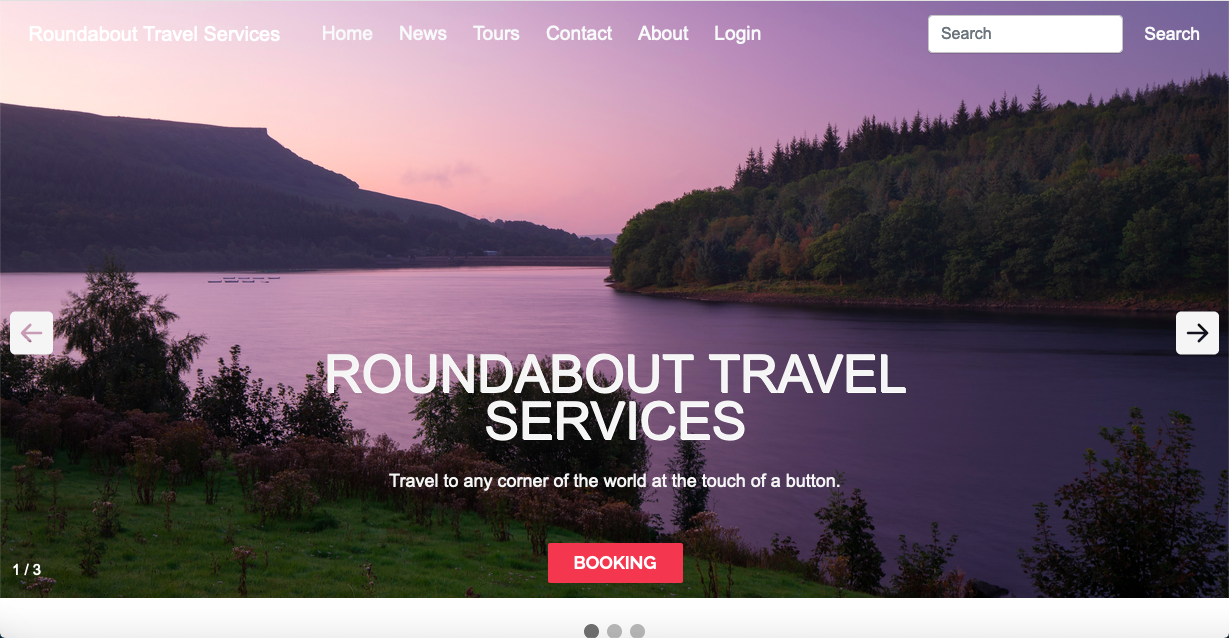 Roundabout Travel Services Home News Tours Contact About Login Search Search
ROUNDABOUT TRAVEL
SERVICES
Travel to any corner of the world at the touch of a button.
BOOKING
1 / 3